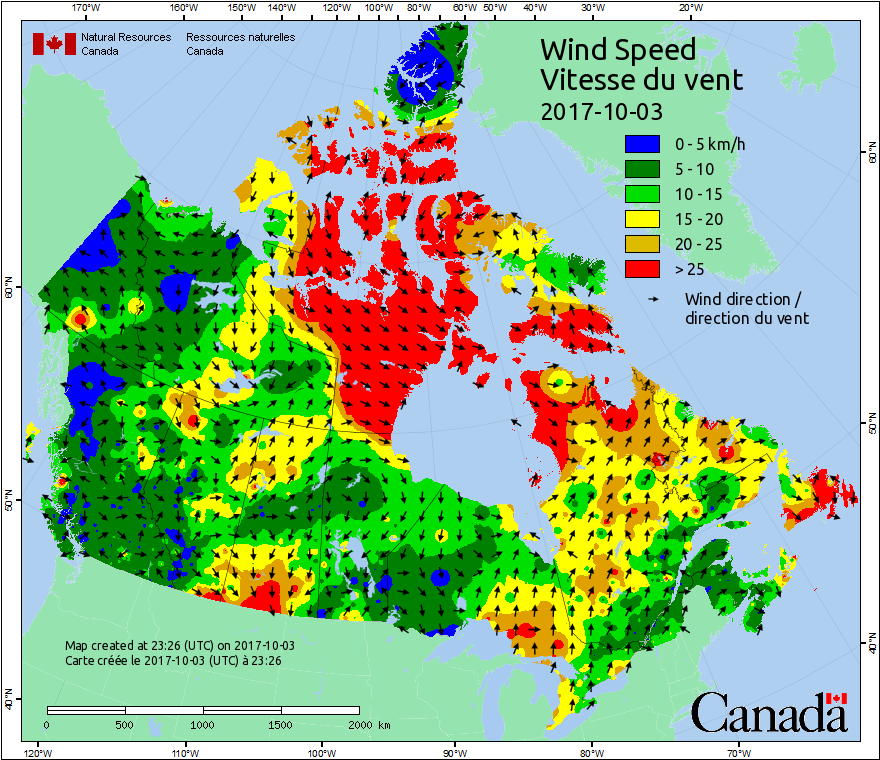 170°W 160°W 150°W 140°W 120°W 100°W 80°W 60°W 50°W 40°W 30°W 20°W
Natural Resources Ressources naturelles
Canada Canada
Wind Speed
Vitesse du vent
2017-10-03
0 - 5 km/h
5 - 10
10 - 15
15 - 20
20 - 25
> 25
Wind direction /
direction du vent
60°N
60°N
50°N
50°N
40°N
40°N
Map created at 23:26 (UTC) on 2017-10-03
Carte créée le 2017-10-03 (UTC) à 23:26
0 500 1000 1500 2000 km
Canada
120°W 110°W 100°W 90°W 80°W 70°W